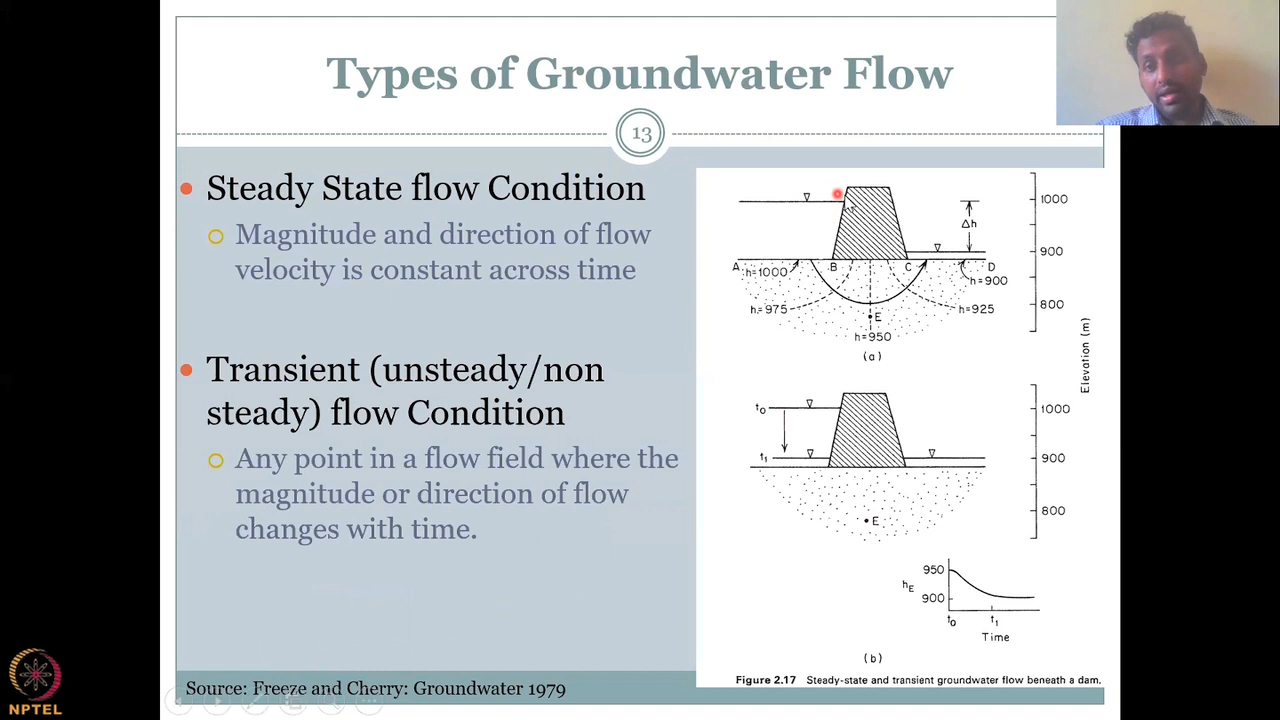 Types of Groundwater Flow
13
• Steady State flow Condition
Magnitude and direction of flow
velocity is constant across time
• Transient (unsteady/non
steady) flow Condition
Any point in a flow field where the
magnitude or direction of flow
changes with time.
1000
Δh
900
A
B
C
D
h=1000
h=900
800
h=975
h=925
E
h=950
(a)
Elevation (m)
t0
1000
t1
900
E
800
950
hE
900
t0
t1
Time
(b)
Figure 2.17 Steady-state and transient groundwater flow beneath a dam.
Source: Freeze and Cherry: Groundwater 1979
NPTEL